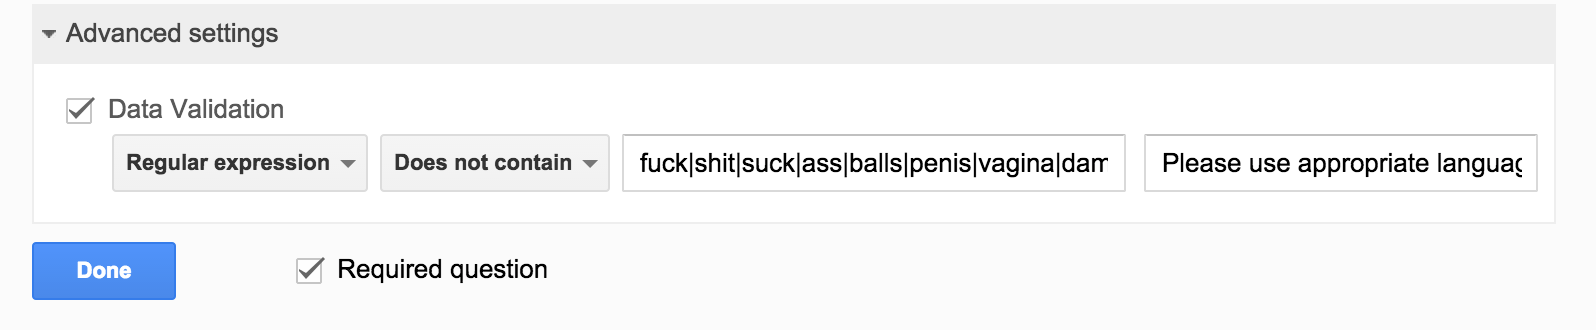 Advanced settings
Data Validation
Regular expression Does not contain fuck|shit|suck|ass|balls|penis|vagina|dam Please use appropriate languag
Done Required question